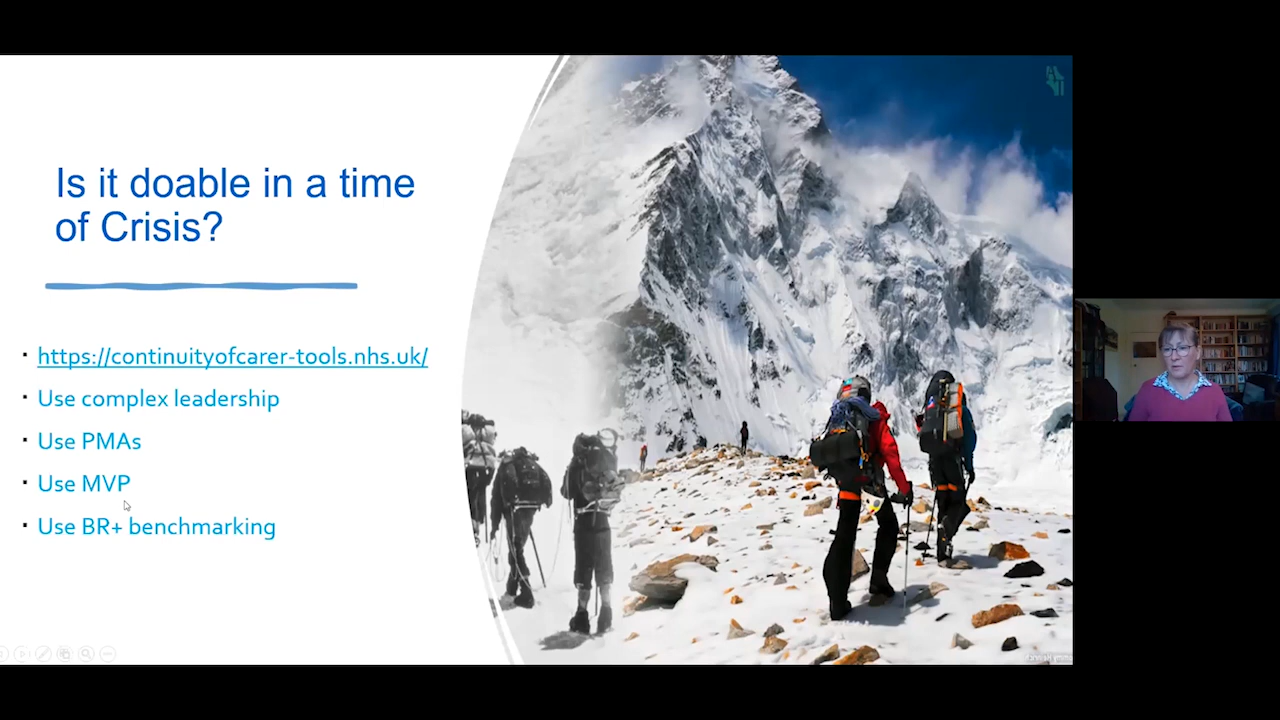 Is it doable in a time
of Crisis?
https://continuityofcarer-tools.nhs.uk/
Use complex leadership
Use PMAs
Use MVP
Use BR+ benchmarking